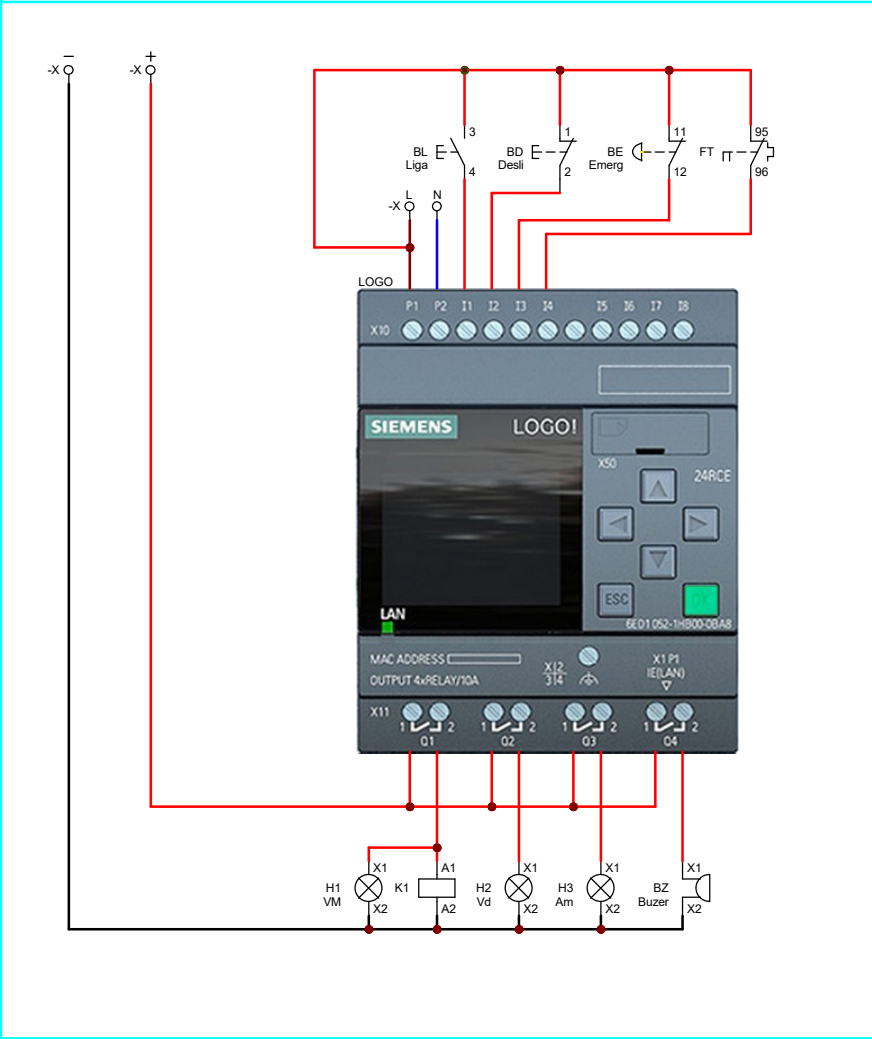 − +
-X -X
3 1 11 95
BL BD BE FT
Liga Desli Emerg
4 2 12 96
L N
-X
LOGO
P1 P2 I1 I2 I3 I4 I5 I6 I7 I8
X10
SIEMENS LOGO!
X50
24RCE
ESC OK
LAN
6ED1 052-1HB00-0BA8
MAC ADDRESS
OUTPUT 4xRELAY/10A
X 1 2
3 4
X1 P1
IE(LAN)
X11 1 2 1 2 1 2 1 2
Q1 Q2 Q3 Q4
X1 A1 X1 X1 X1
H1 K1 H2 H3 BZ
VM Vd Am Buzer
X2 A2 X2 X2 X2